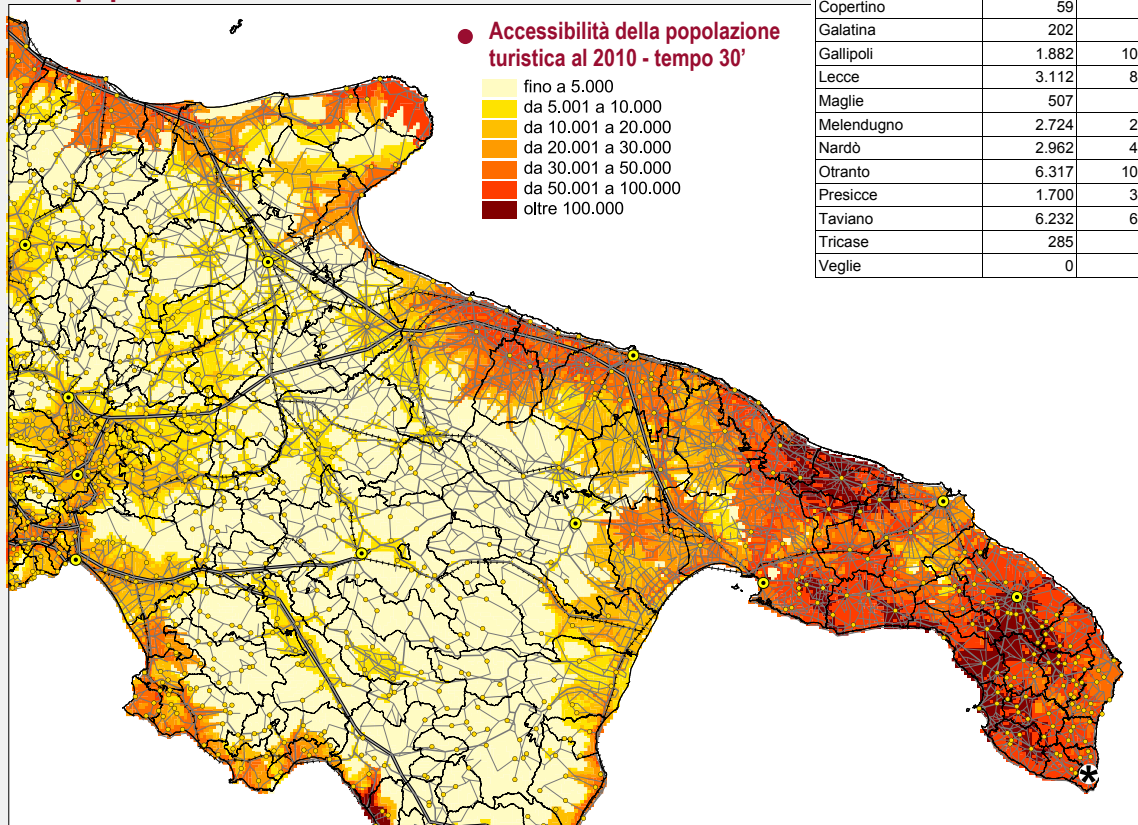 Accessibilità della popolazione
turistica al 2010 - tempo 30'
fino a 5.000
da 5.001 a 10.000
da 10.001 a 20.000
da 20.001 a 30.000
da 30.001 a 50.000
da 50.001 a 100.000
oltre 100.000
Copertino 59
Galatina 202
Gallipoli 1.882 10
Lecce 3.112 8
Maglie 507
Melendugno 2.724 2
Nardò 2.962 4
Otranto 6.317 10
Presicce 1.700 3
Taviano 6.232 6
Tricase 285
Veglie 0
*